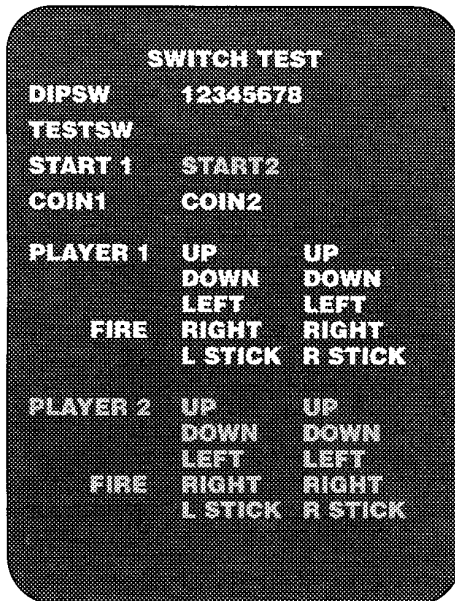 SWITCH TEST
DIPSW 12345678
TESTSW
START 1 START2
COIN1 COIN2
PLAYER 1 UP UP
DOWN DOWN
LEFT LEFT
FIRE RIGHT RIGHT
L STICK R STICK
PLAYER 2 UP UP
DOWN DOWN
LEFT LEFT
FIRE RIGHT RIGHT
L STICK R STICK